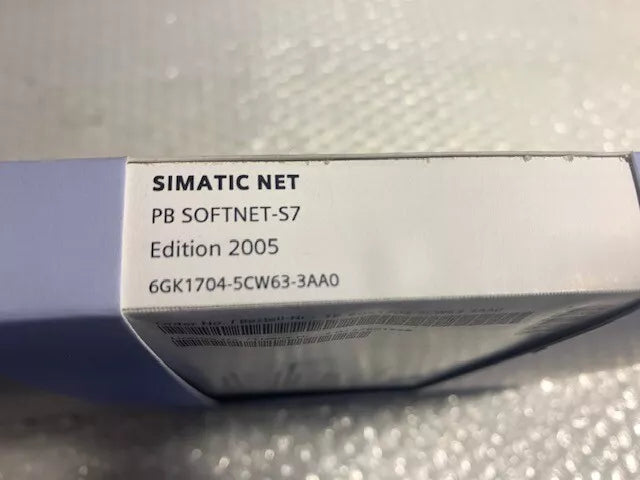 SIMATIC NET
PB SOFTNET-S7
Edition 2005
6GK1704-5CW63-3AA0